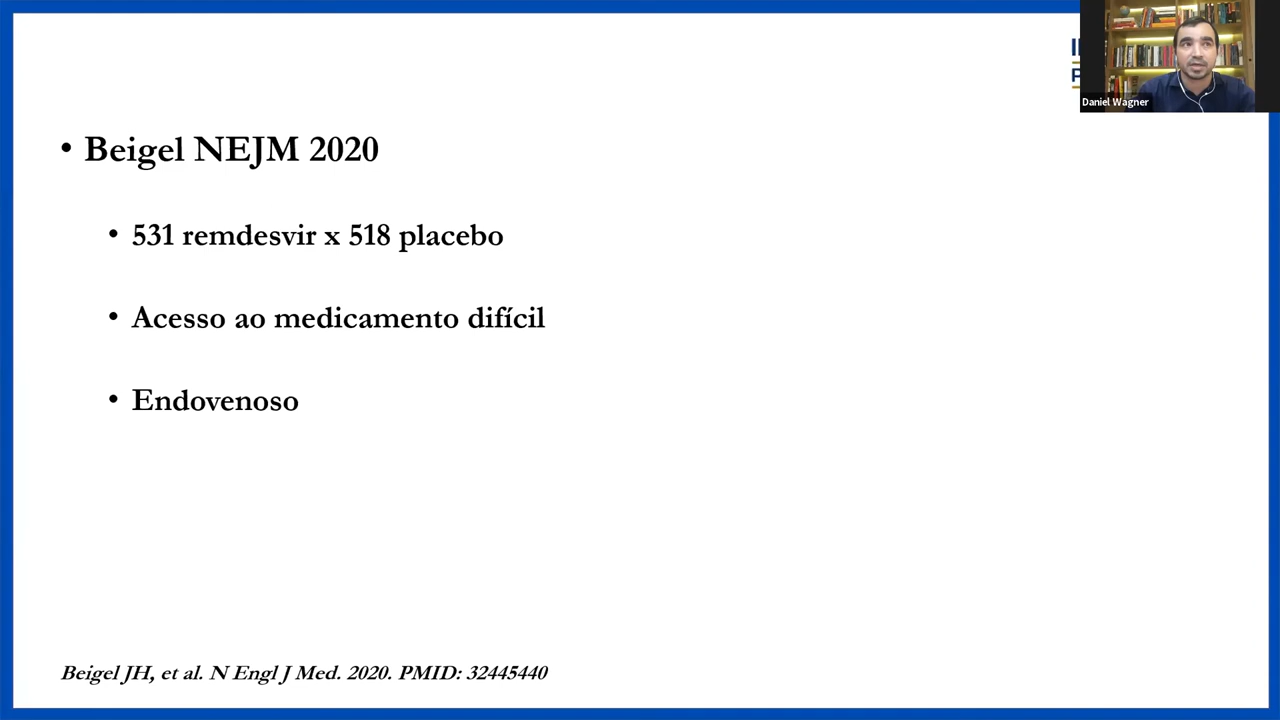 Daniel Wagner
• Beigel NEJM 2020
• 531 remdesvir x 518 placebo
• Acesso ao medicamento difícil
• Endovenoso
Beigel JH, et al. N Engl J Med. 2020. PMID: 32445440